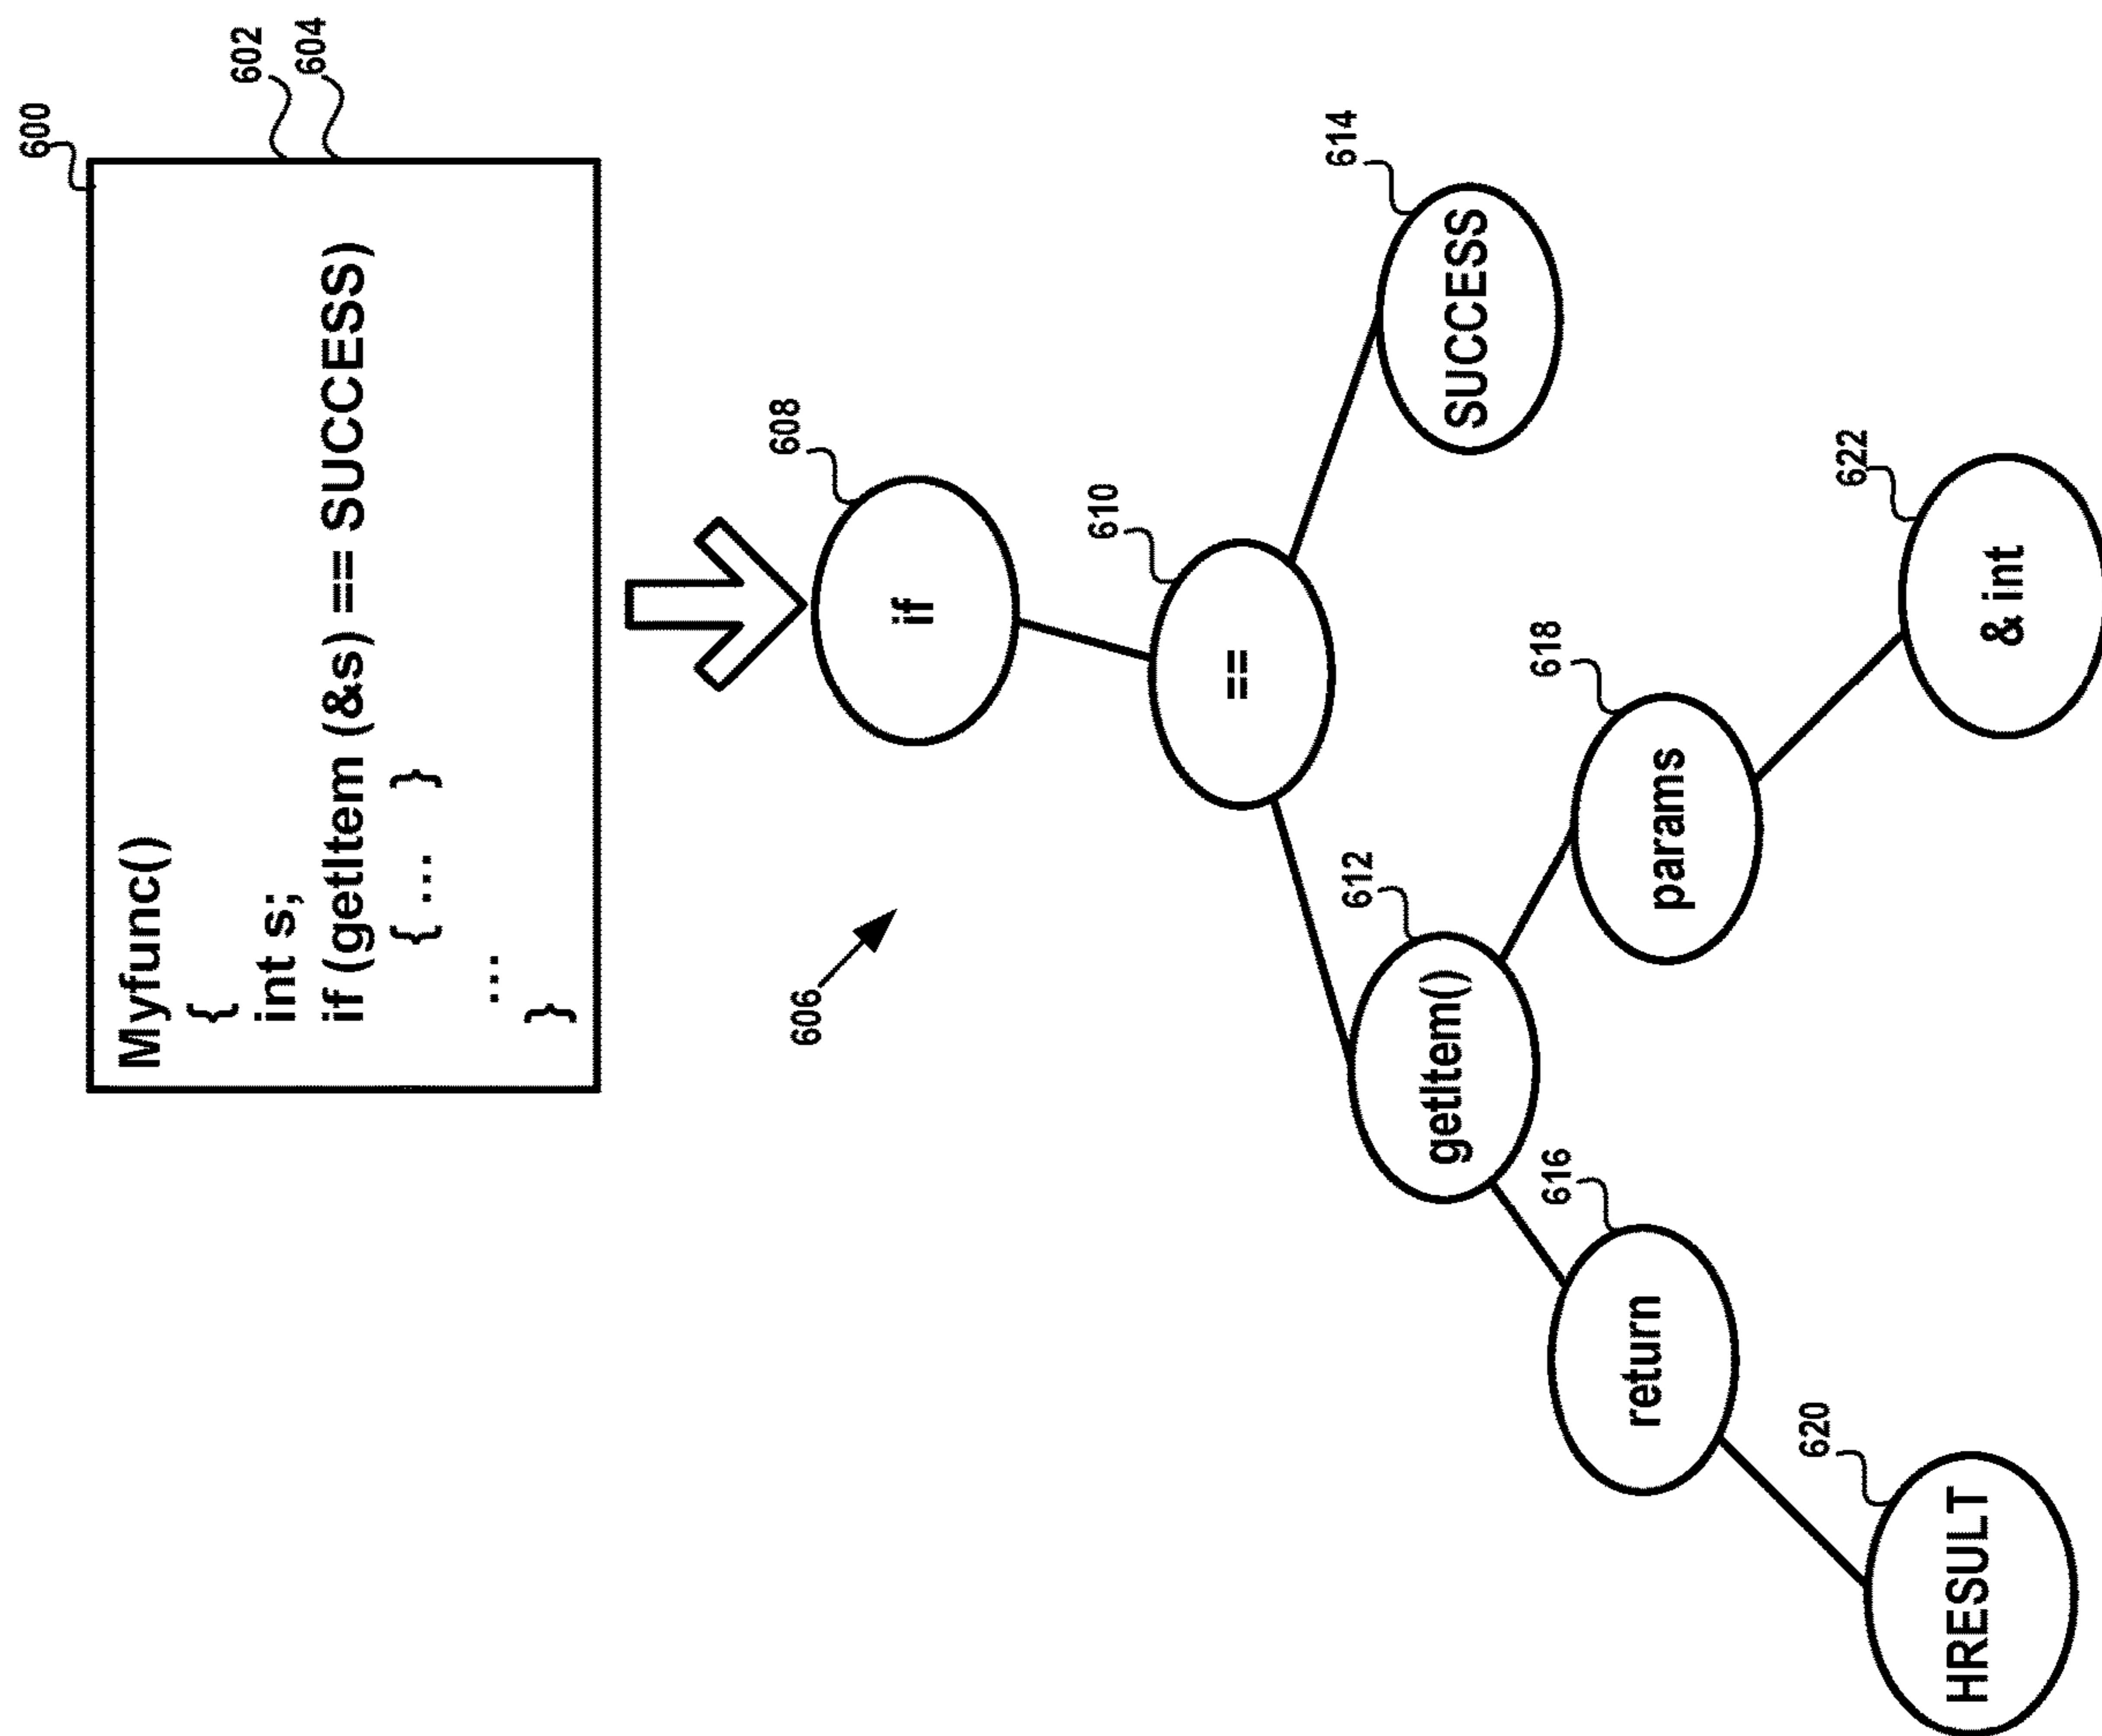 600
Myfunc()
{
int s;
602
if (getItem (&s) == SUCCESS)
604
{ ... }
...
}
608
if
606
610
==
612
614
getItem()
SUCCESS
616
618
return
params
620
622
HRESULT
& int